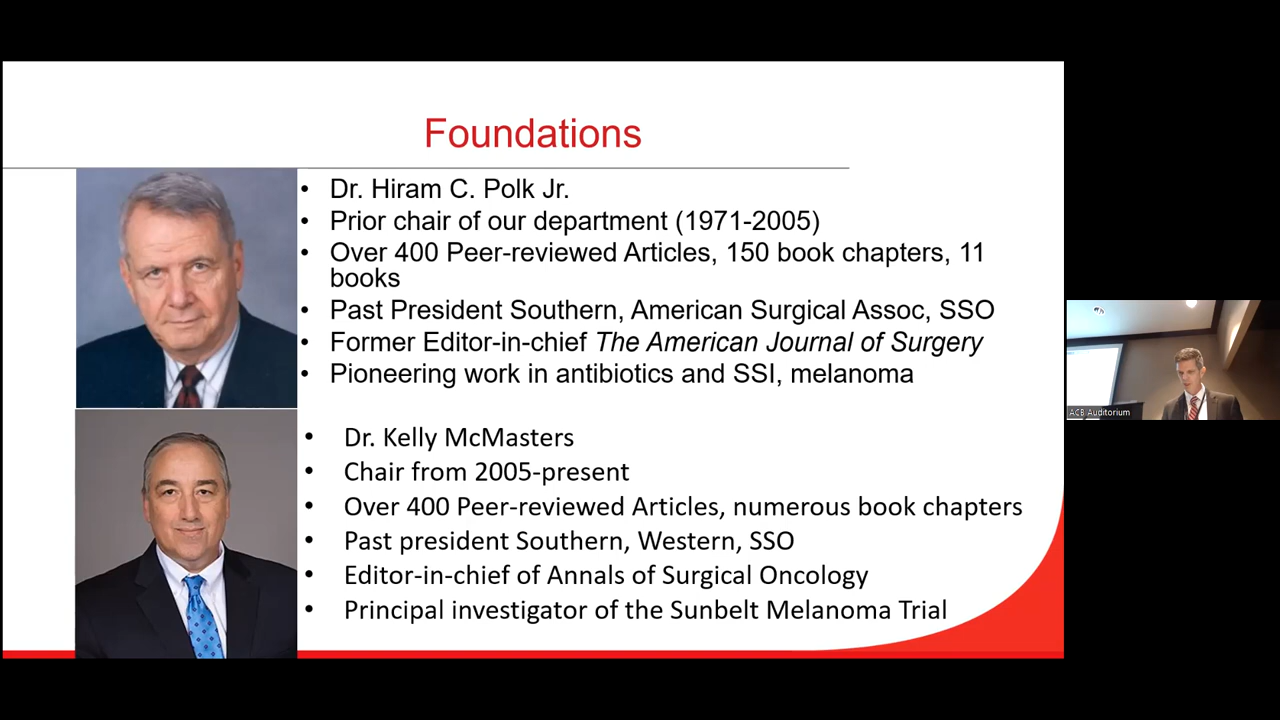 Foundations
• Dr. Hiram C. Polk Jr.
• Prior chair of our department (1971-2005)
• Over 400 Peer-reviewed Articles, 150 book chapters, 11
books
• Past President Southern, American Surgical Assoc, SSO
• Former Editor-in-chief The American Journal of Surgery
• Pioneering work in antibiotics and SSI, melanoma
• Dr. Kelly McMasters
• Chair from 2005-present
• Over 400 Peer-reviewed Articles, numerous book chapters
• Past president Southern, Western, SSO
• Editor-in-chief of Annals of Surgical Oncology
• Principal investigator of the Sunbelt Melanoma Trial
ACB Auditorium